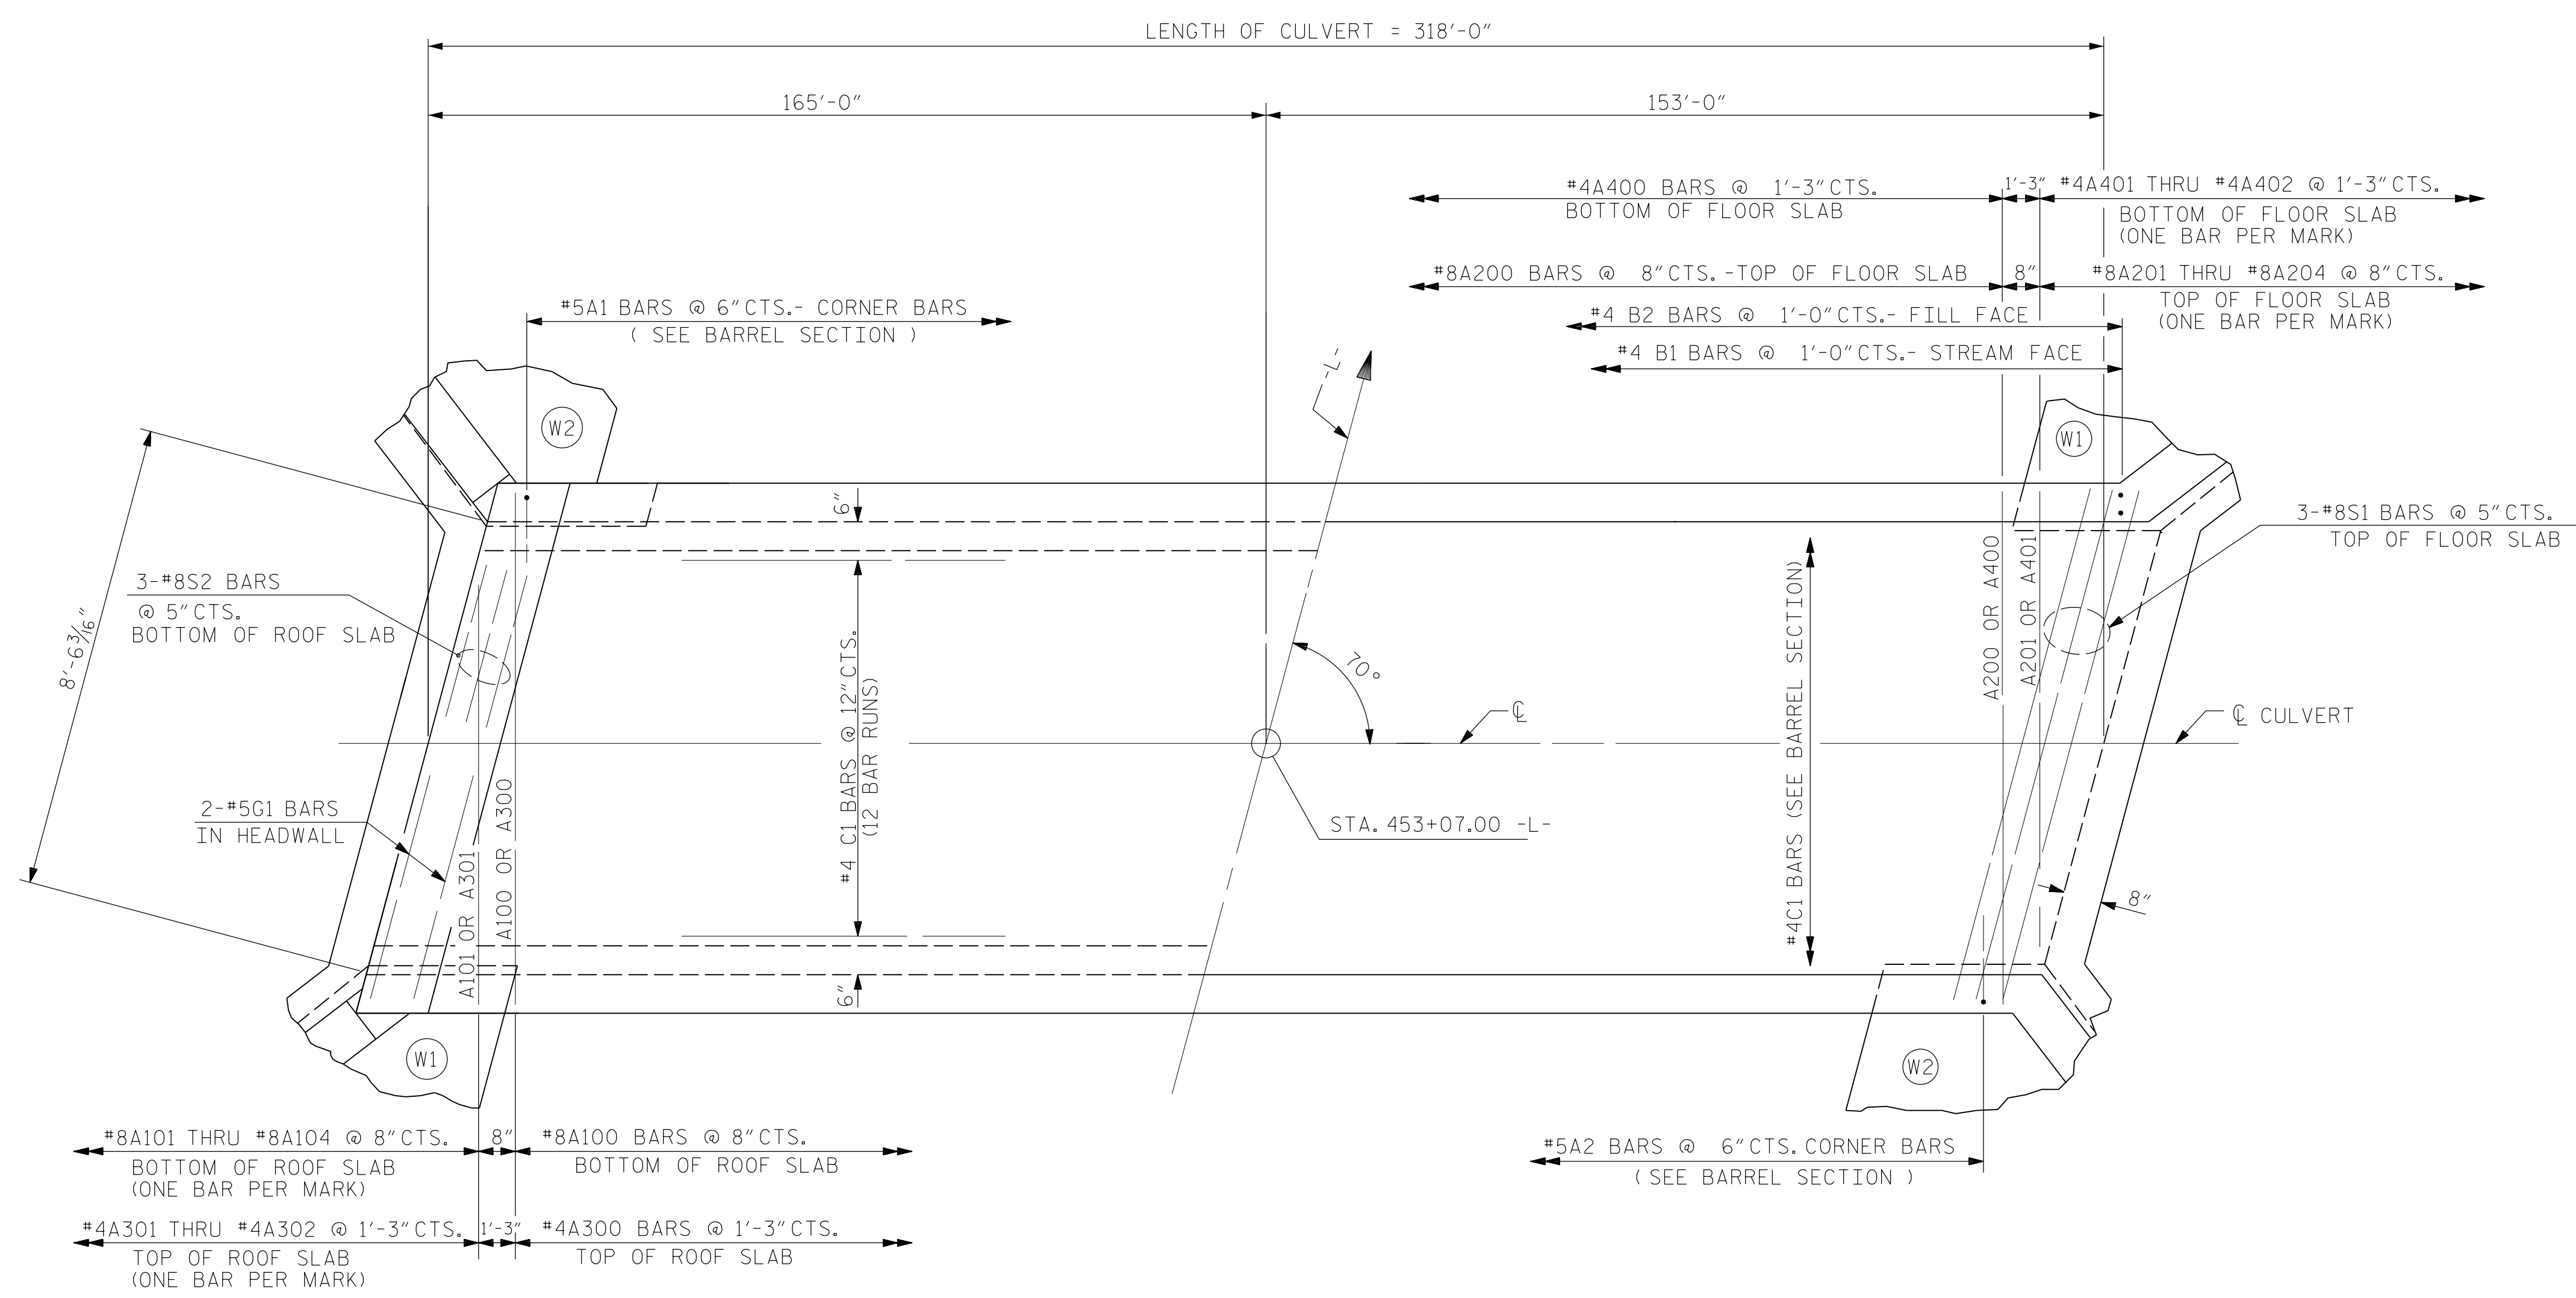 LENGTH OF CULVERT = 318'-0"
165'-0"
153'-0"
#4A400 BARS @ 1'-3"CTS.
BOTTOM OF FLOOR SLAB
1'-3"
#4A401 THRU #4A402 @ 1'-3"CTS.
BOTTOM OF FLOOR SLAB
(ONE BAR PER MARK)
#8A200 BARS @ 8"CTS.-TOP OF FLOOR SLAB
8"
#8A201 THRU #8A204 @ 8"CTS.
TOP OF FLOOR SLAB
(ONE BAR PER MARK)
#5A1 BARS @ 6"CTS.- CORNER BARS
( SEE BARREL SECTION )
#4 B2 BARS @ 1'-0"CTS.- FILL FACE
#4 B1 BARS @ 1'-0"CTS.- STREAM FACE
-L-
W2
W1
6"
3-#8S1 BARS @ 5"CTS.
TOP OF FLOOR SLAB
3-#8S2 BARS
@ 5"CTS.
BOTTOM OF ROOF SLAB
8'-6 3/16"
A200 OR A400
A201 OR A401
#4 C1 BARS @ 12"CTS.
(12 BAR RUNS)
#4C1 BARS (SEE BARREL SECTION)
70°
℄
℄ CULVERT
2-#5G1 BARS
IN HEADWALL
STA. 453+07.00 -L-
A101 OR A301
A100 OR A300
8"
6"
W1
W2
#8A101 THRU #8A104 @ 8"CTS.
BOTTOM OF ROOF SLAB
(ONE BAR PER MARK)
8"
#8A100 BARS @ 8"CTS.
BOTTOM OF ROOF SLAB
#5A2 BARS @ 6"CTS. CORNER BARS
( SEE BARREL SECTION )
#4A301 THRU #4A302 @ 1'-3"CTS.
TOP OF ROOF SLAB
(ONE BAR PER MARK)
1'-3"
#4A300 BARS @ 1'-3"CTS.
TOP OF ROOF SLAB